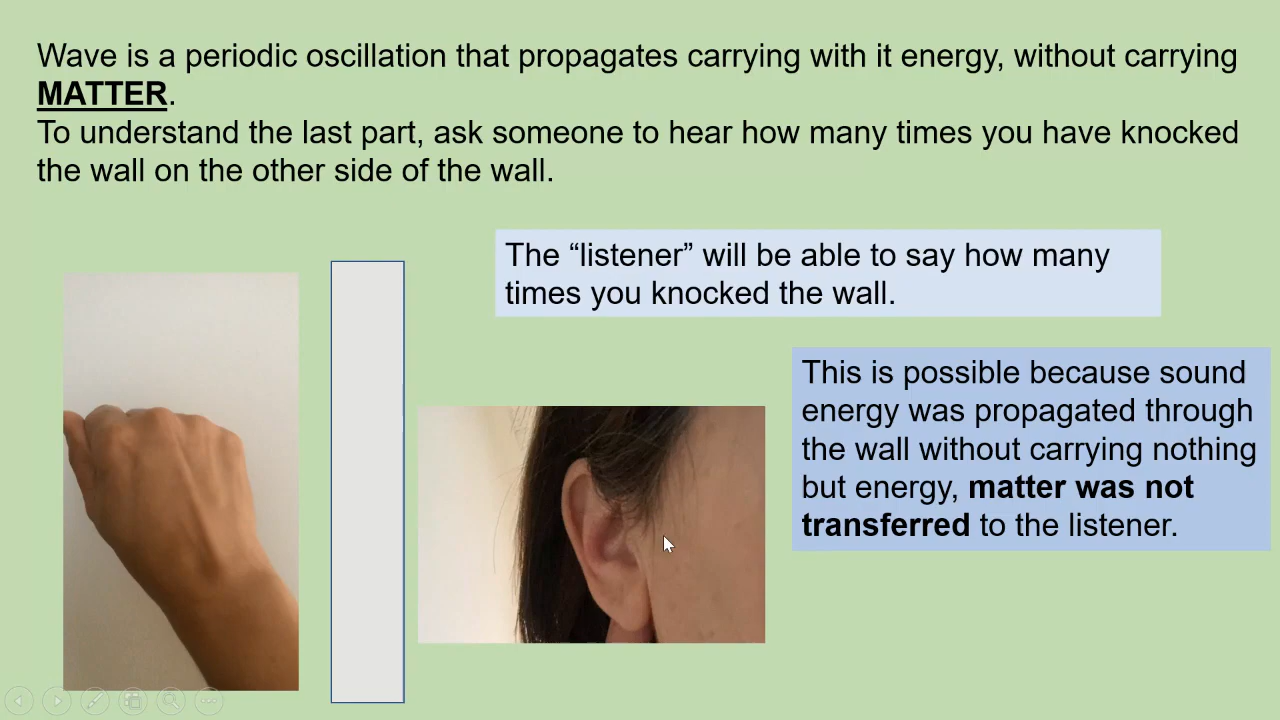 Wave is a periodic oscillation that propagates carrying with it energy, without carrying
MATTER.
To understand the last part, ask someone to hear how many times you have knocked
the wall on the other side of the wall.
The “listener” will be able to say how many
times you knocked the wall.
This is possible because sound
energy was propagated through
the wall without carrying nothing
but energy, matter was not
transferred to the listener.